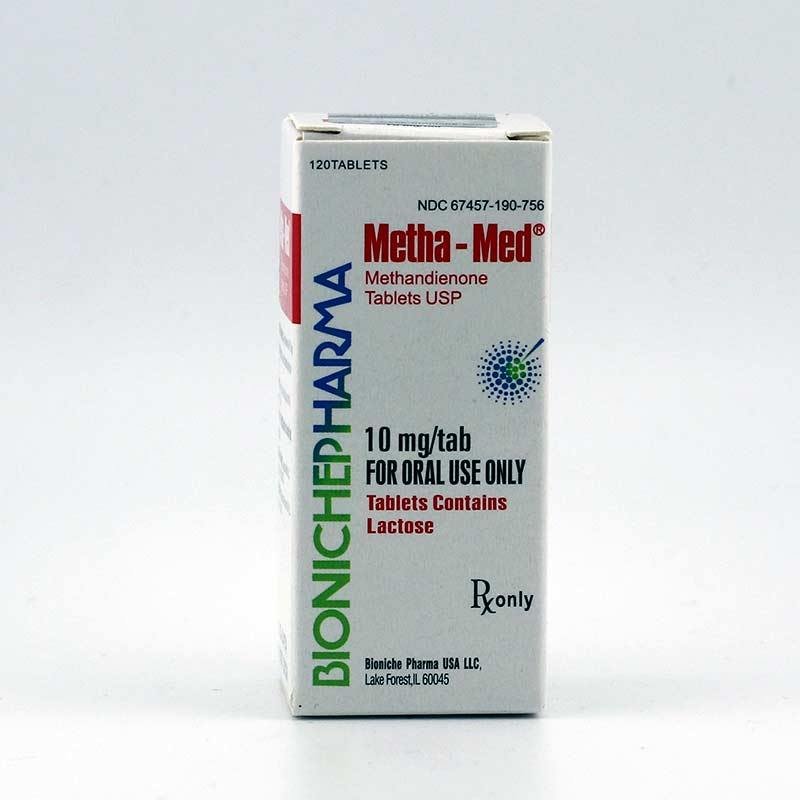 120TABLETS
NDC 67457-190-756
Metha-Med®
Methandienone
Tablets USP
BIONICHEPHARMA
10 mg/tab
FOR ORAL USE ONLY
Tablets Contains
Lactose
Rx only
Bioniche Pharma USA LLC,
Lake Forest,IL 60045